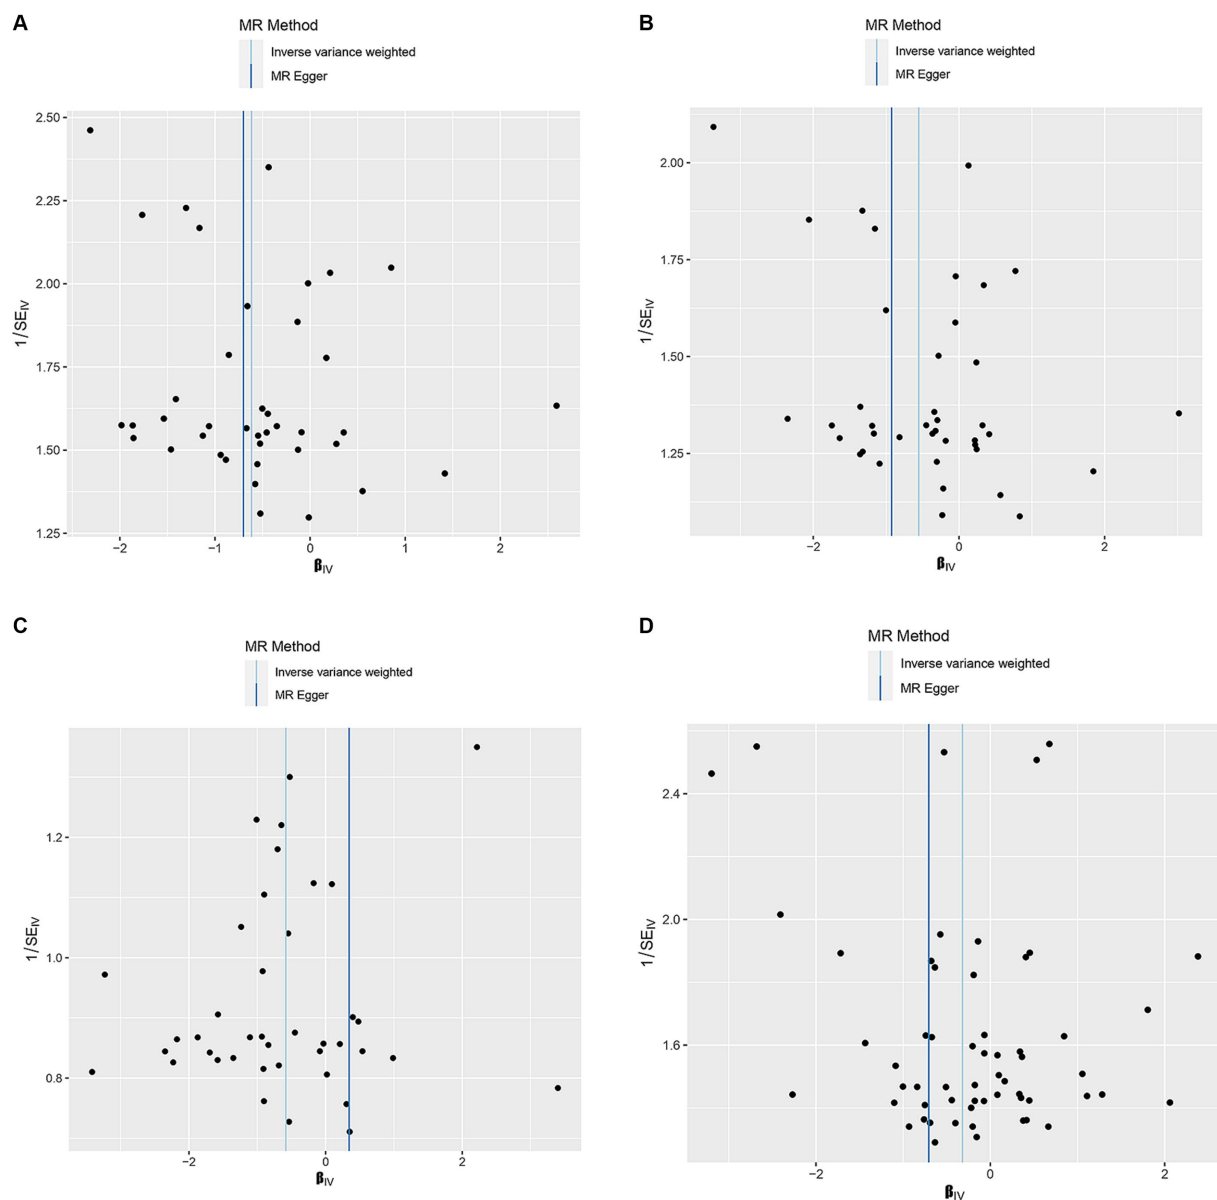 A
MR Method
Inverse variance weighted
MR Egger
2.50
2.25
2.00
1.75
1.50
1.25
1/SE_IV
−2
−1
0
1
2
β_IV
B
MR Method
Inverse variance weighted
MR Egger
2.00
1.75
1.50
1.25
1/SE_IV
−2
0
2
β_IV
C
MR Method
Inverse variance weighted
MR Egger
1.2
1.0
0.8
1/SE_IV
−2
0
2
β_IV
D
MR Method
Inverse variance weighted
MR Egger
2.4
2.0
1.6
1/SE_IV
−2
0
2
β_IV